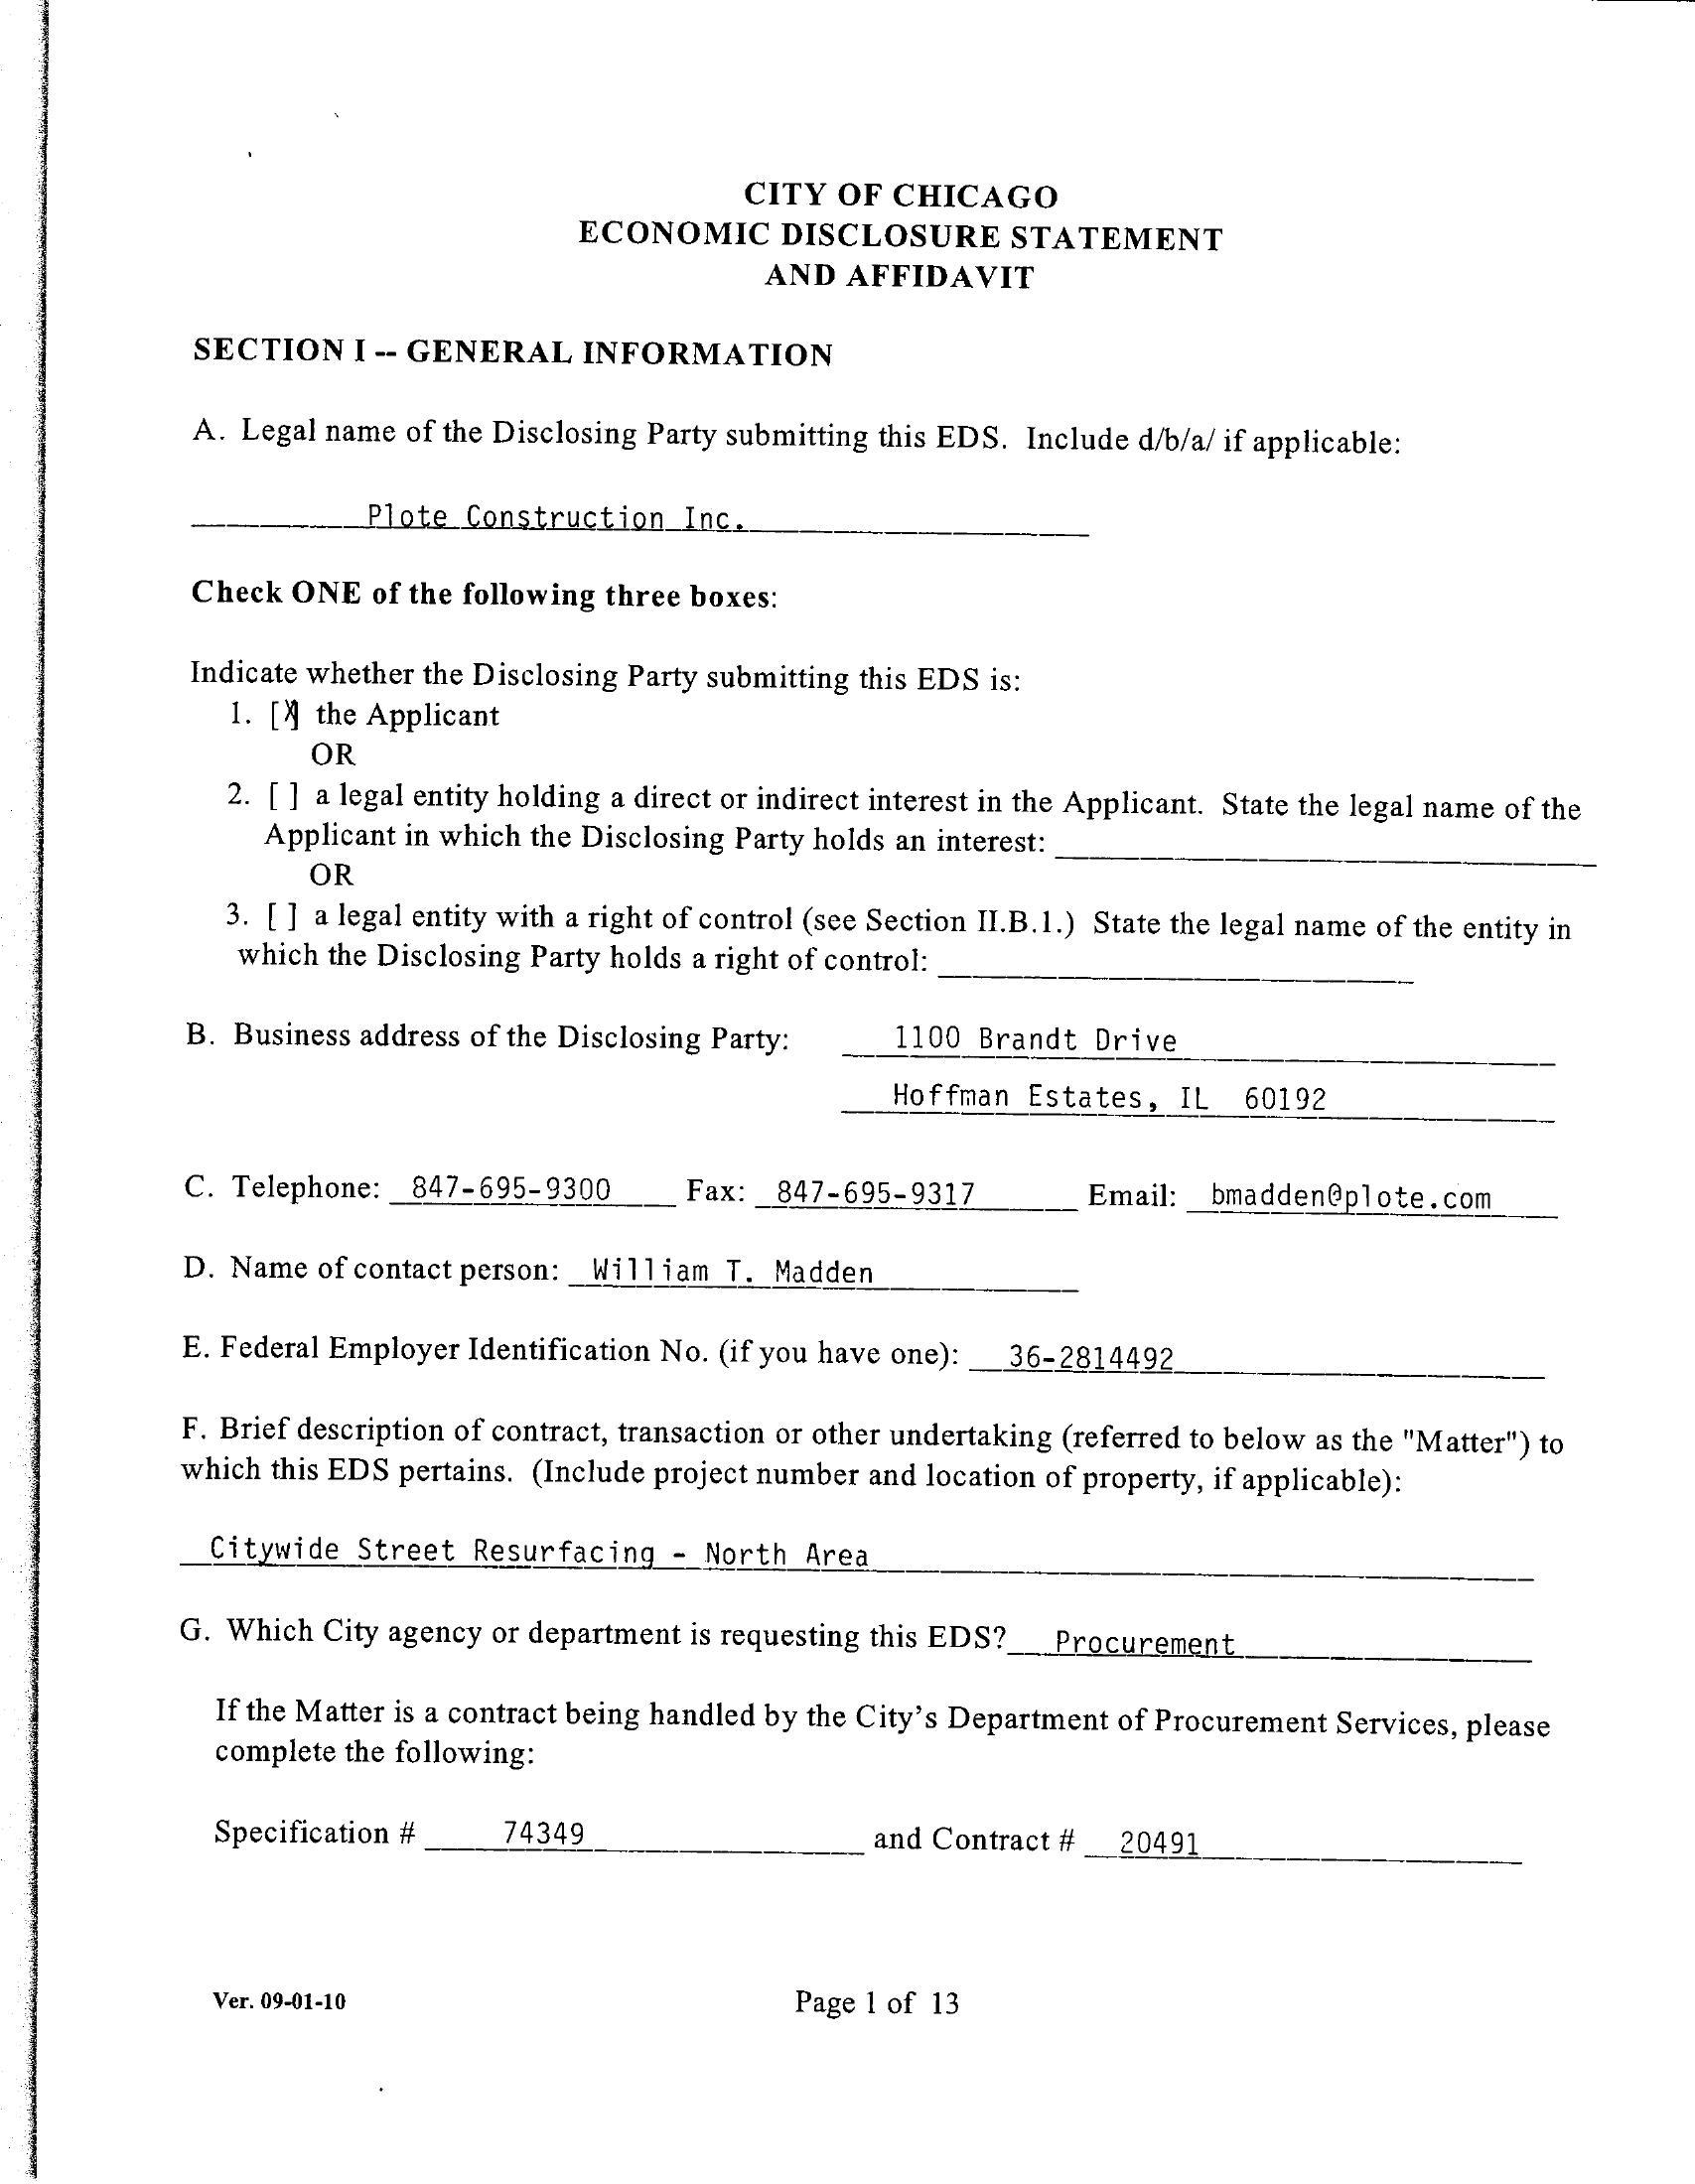 CITY OF CHICAGO
ECONOMIC DISCLOSURE STATEMENT
AND AFFIDAVIT
SECTION I -- GENERAL INFORMATION
A. Legal name of the Disclosing Party submitting this EDS. Include d/b/a/ if applicable:
Plote Construction Inc.
Check ONE of the following three boxes:
Indicate whether the Disclosing Party submitting this EDS is:
1. [X] the Applicant
OR
2. [ ] a legal entity holding a direct or indirect interest in the Applicant. State the legal name of the
Applicant in which the Disclosing Party holds an interest:
OR
3. [ ] a legal entity with a right of control (see Section II.B.1.) State the legal name of the entity in
which the Disclosing Party holds a right of control:
B. Business address of the Disclosing Party: 1100 Brandt Drive
Hoffman Estates, IL 60192
C. Telephone: 847-695-9300 Fax: 847-695-9317 Email: bmadden@plote.com
D. Name of contact person: William T. Madden
E. Federal Employer Identification No. (if you have one): 36-2814492
F. Brief description of contract, transaction or other undertaking (referred to below as the "Matter") to
which this EDS pertains. (Include project number and location of property, if applicable):
Citywide Street Resurfacing - North Area
G. Which City agency or department is requesting this EDS? Procurement
If the Matter is a contract being handled by the City's Department of Procurement Services, please
complete the following:
Specification # 74349 and Contract # 20491
Ver. 09-01-10 Page 1 of 13